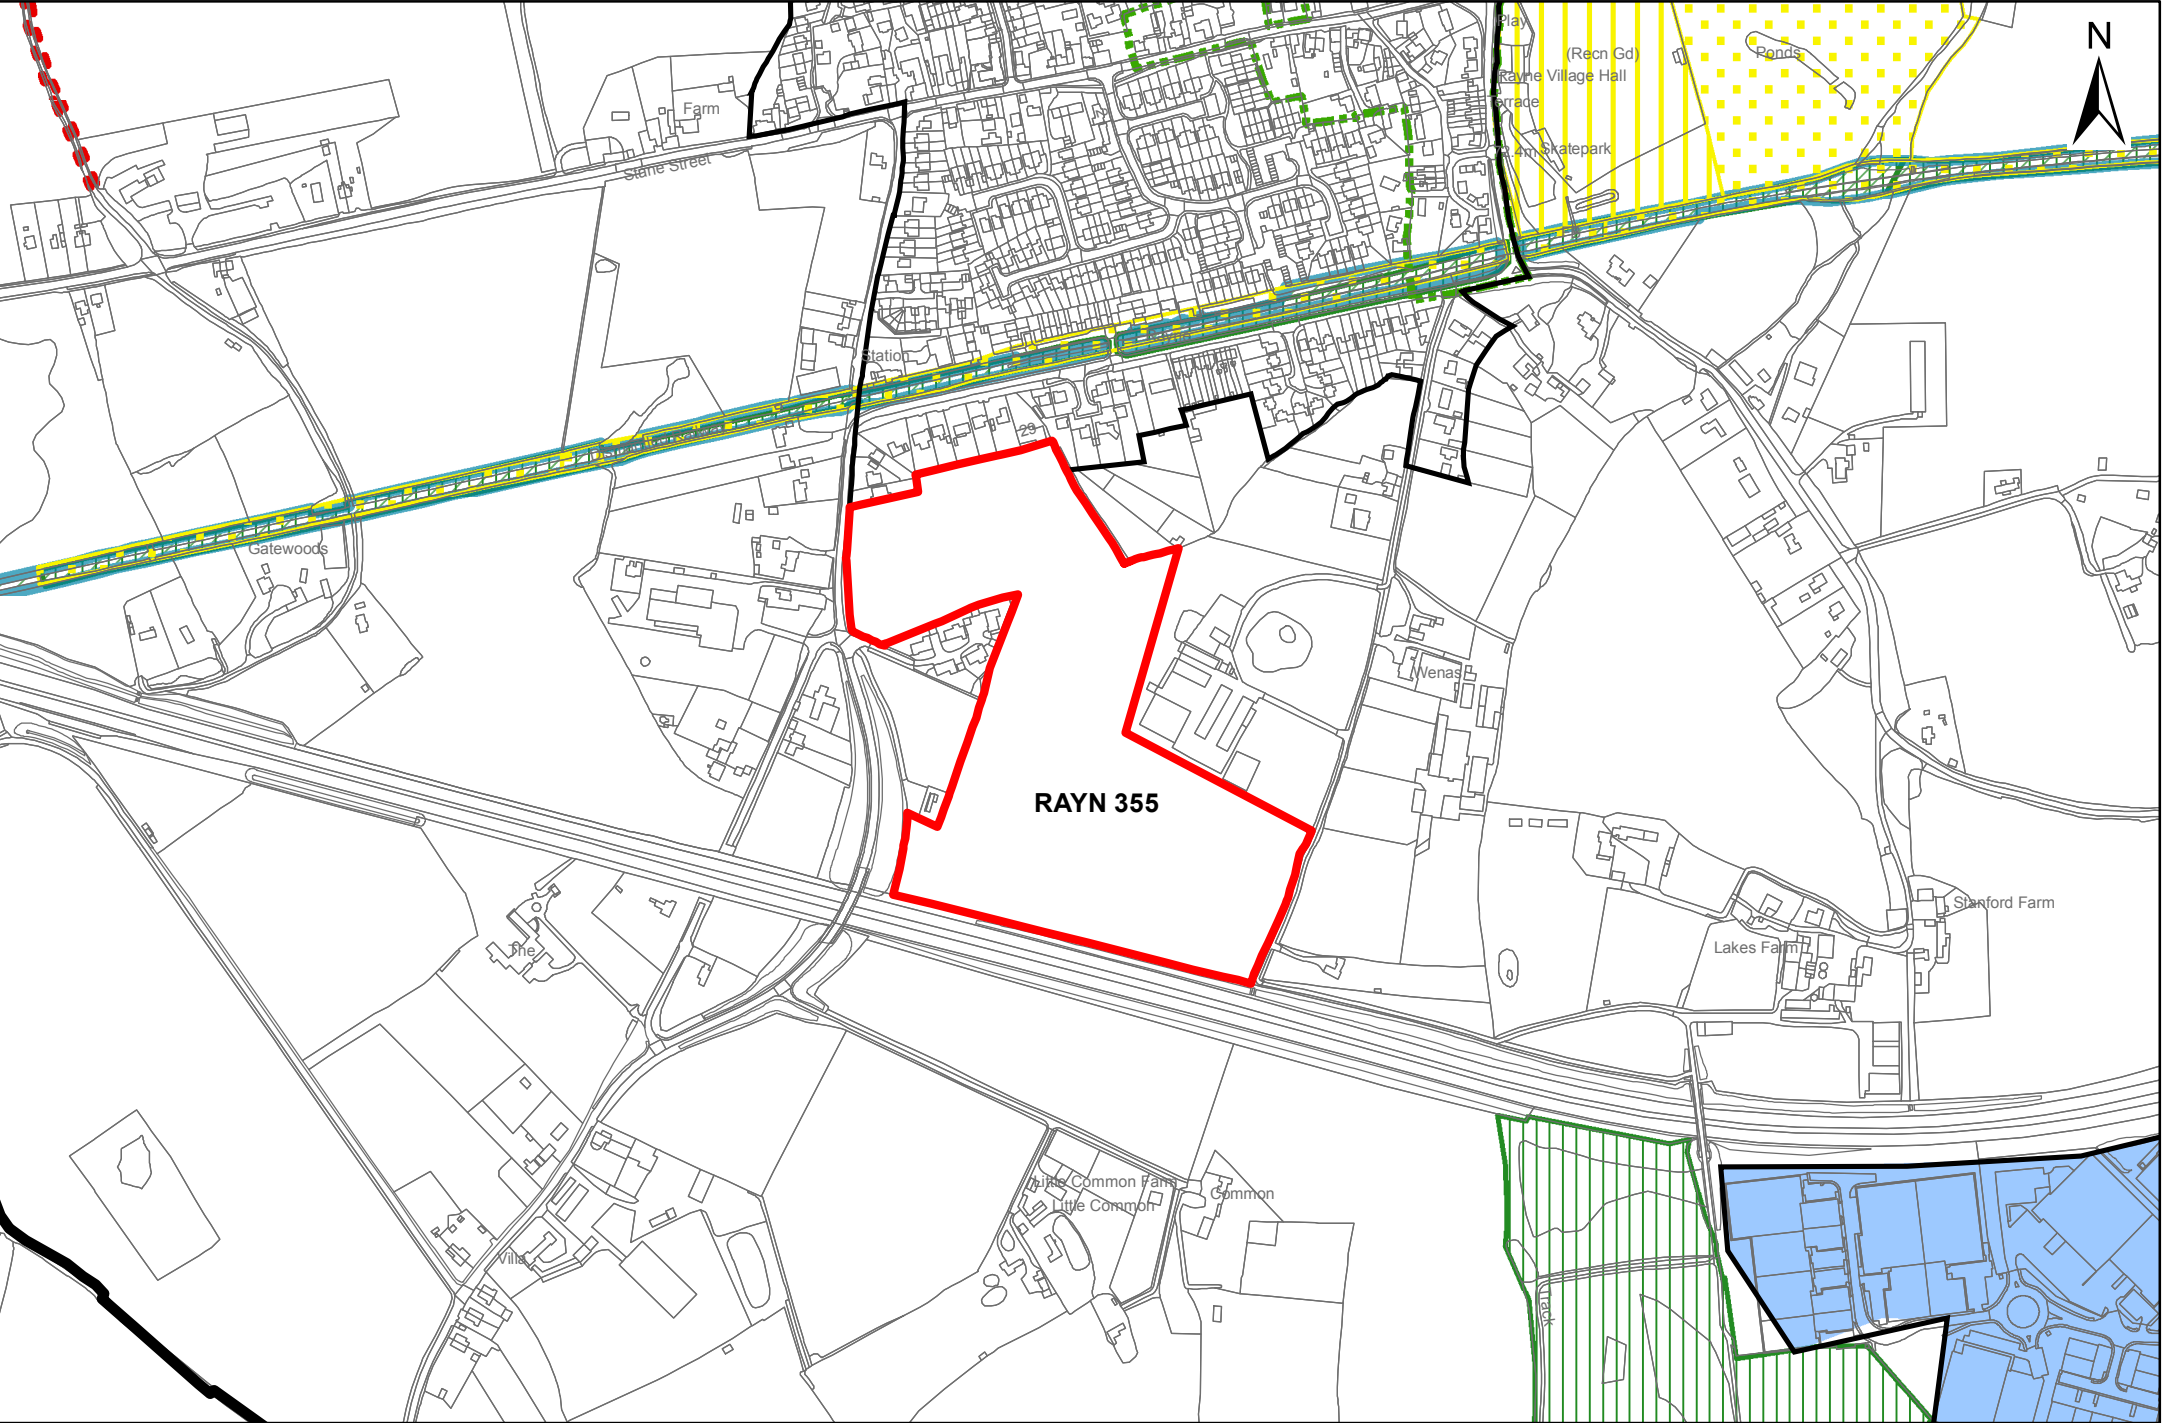 Play
N
(Recn Gd)
Ponds
Rayne Village Hall
Farm
Terrace
Skatepark
Stane Street
Station
29
Gatewoods
Wenas
RAYN 355
Stanford Farm
Lakes Farm
The
Little Common Farm
Common
Little Common
Villa
Track